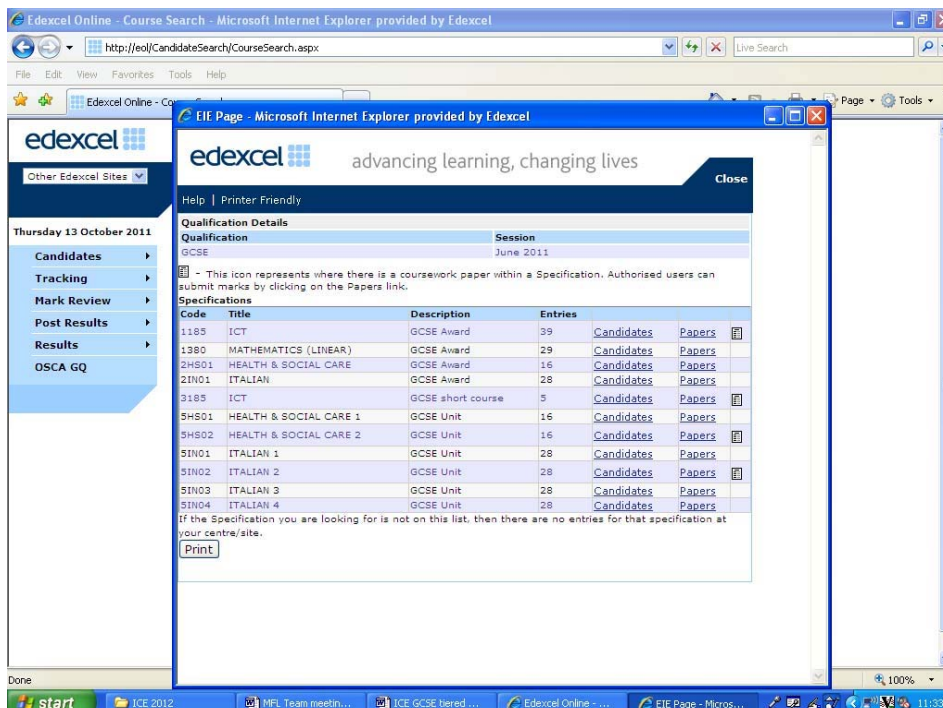 Edexcel Online - Course Search - Microsoft Internet Explorer provided by Edexcel
http://eol/CandidateSearch/CourseSearch.aspx
Live Search
File Edit View Favorites Tools Help
Edexcel Online - Co
Page Tools
EIE Page - Microsoft Internet Explorer provided by Edexcel
edexcel
Other Edexcel Sites
Thursday 13 October 2011
Candidates
Tracking
Mark Review
Post Results
Results
OSCA GQ
edexcel advancing learning, changing lives
Close
Help | Printer Friendly
Qualification Details
Qualification Session
GCSE June 2011
- This icon represents where there is a coursework paper within a Specification. Authorised users can
submit marks by clicking on the Papers link.
Specifications
Code Title Description Entries
1185 ICT GCSE Award 39 Candidates Papers
1380 MATHEMATICS (LINEAR) GCSE Award 29 Candidates Papers
2HS01 HEALTH & SOCIAL CARE GCSE Award 16 Candidates Papers
2IN01 ITALIAN GCSE Award 28 Candidates Papers
3185 ICT GCSE short course 5 Candidates Papers
5HS01 HEALTH & SOCIAL CARE 1 GCSE Unit 16 Candidates Papers
5HS02 HEALTH & SOCIAL CARE 2 GCSE Unit 16 Candidates Papers
5IN01 ITALIAN 1 GCSE Unit 28 Candidates Papers
5IN02 ITALIAN 2 GCSE Unit 28 Candidates Papers
5IN03 ITALIAN 3 GCSE Unit 28 Candidates Papers
5IN04 ITALIAN 4 GCSE Unit 28 Candidates Papers
If the Specification you are looking for is not on this list, then there are no entries for that specification at
your centre/site.
Print
Done
100%
start ICE 2012 MFL Team meetin... ICE GCSE tiered ... Edexcel Online - ... EIE Page - Micros...